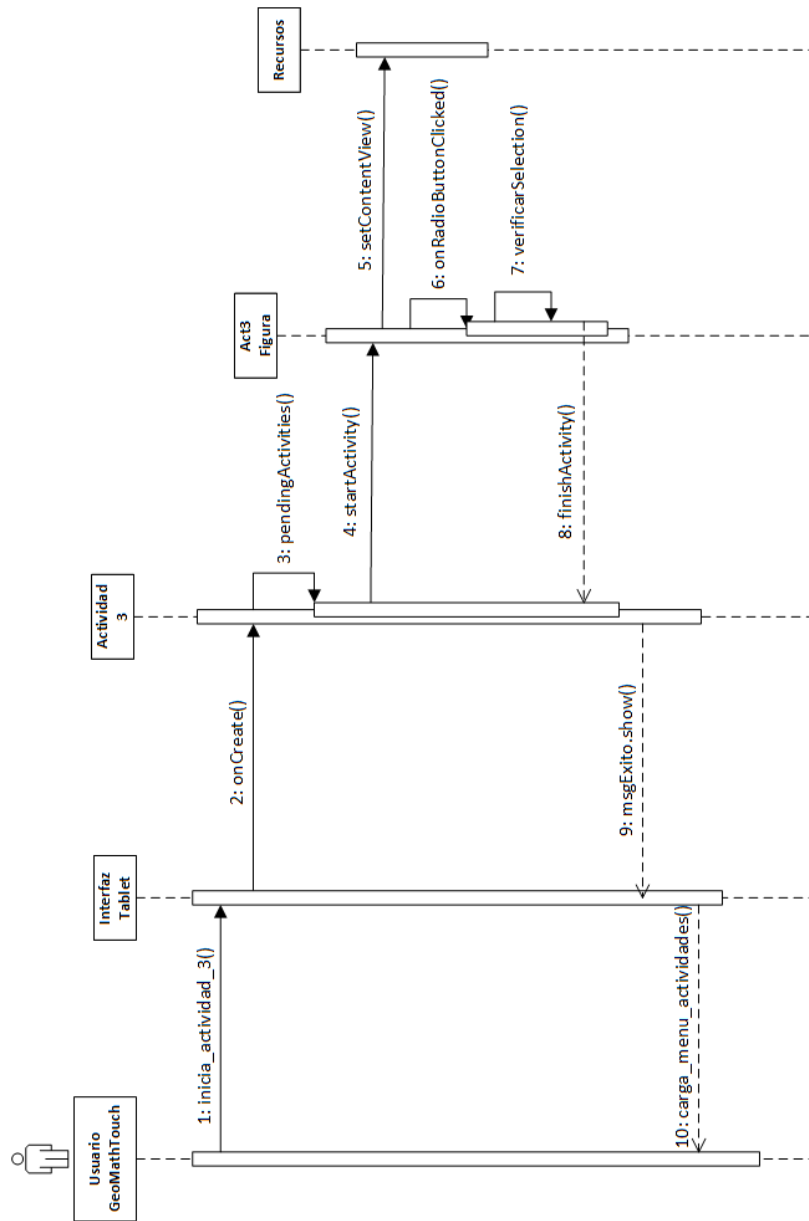 Usuario
GeoMathTouch
Interfaz
Tablet
Actividad
3
Act3
Figura
Recursos
1: inicia_actividad_3()
2: onCreate()
3: pendingActivities()
4: startActivity()
5: setContentView()
6: onRadioButtonClicked()
7: verificarSelection()
8: finishActivity()
9: msgExito.show()
10: carga_menu_actividades()